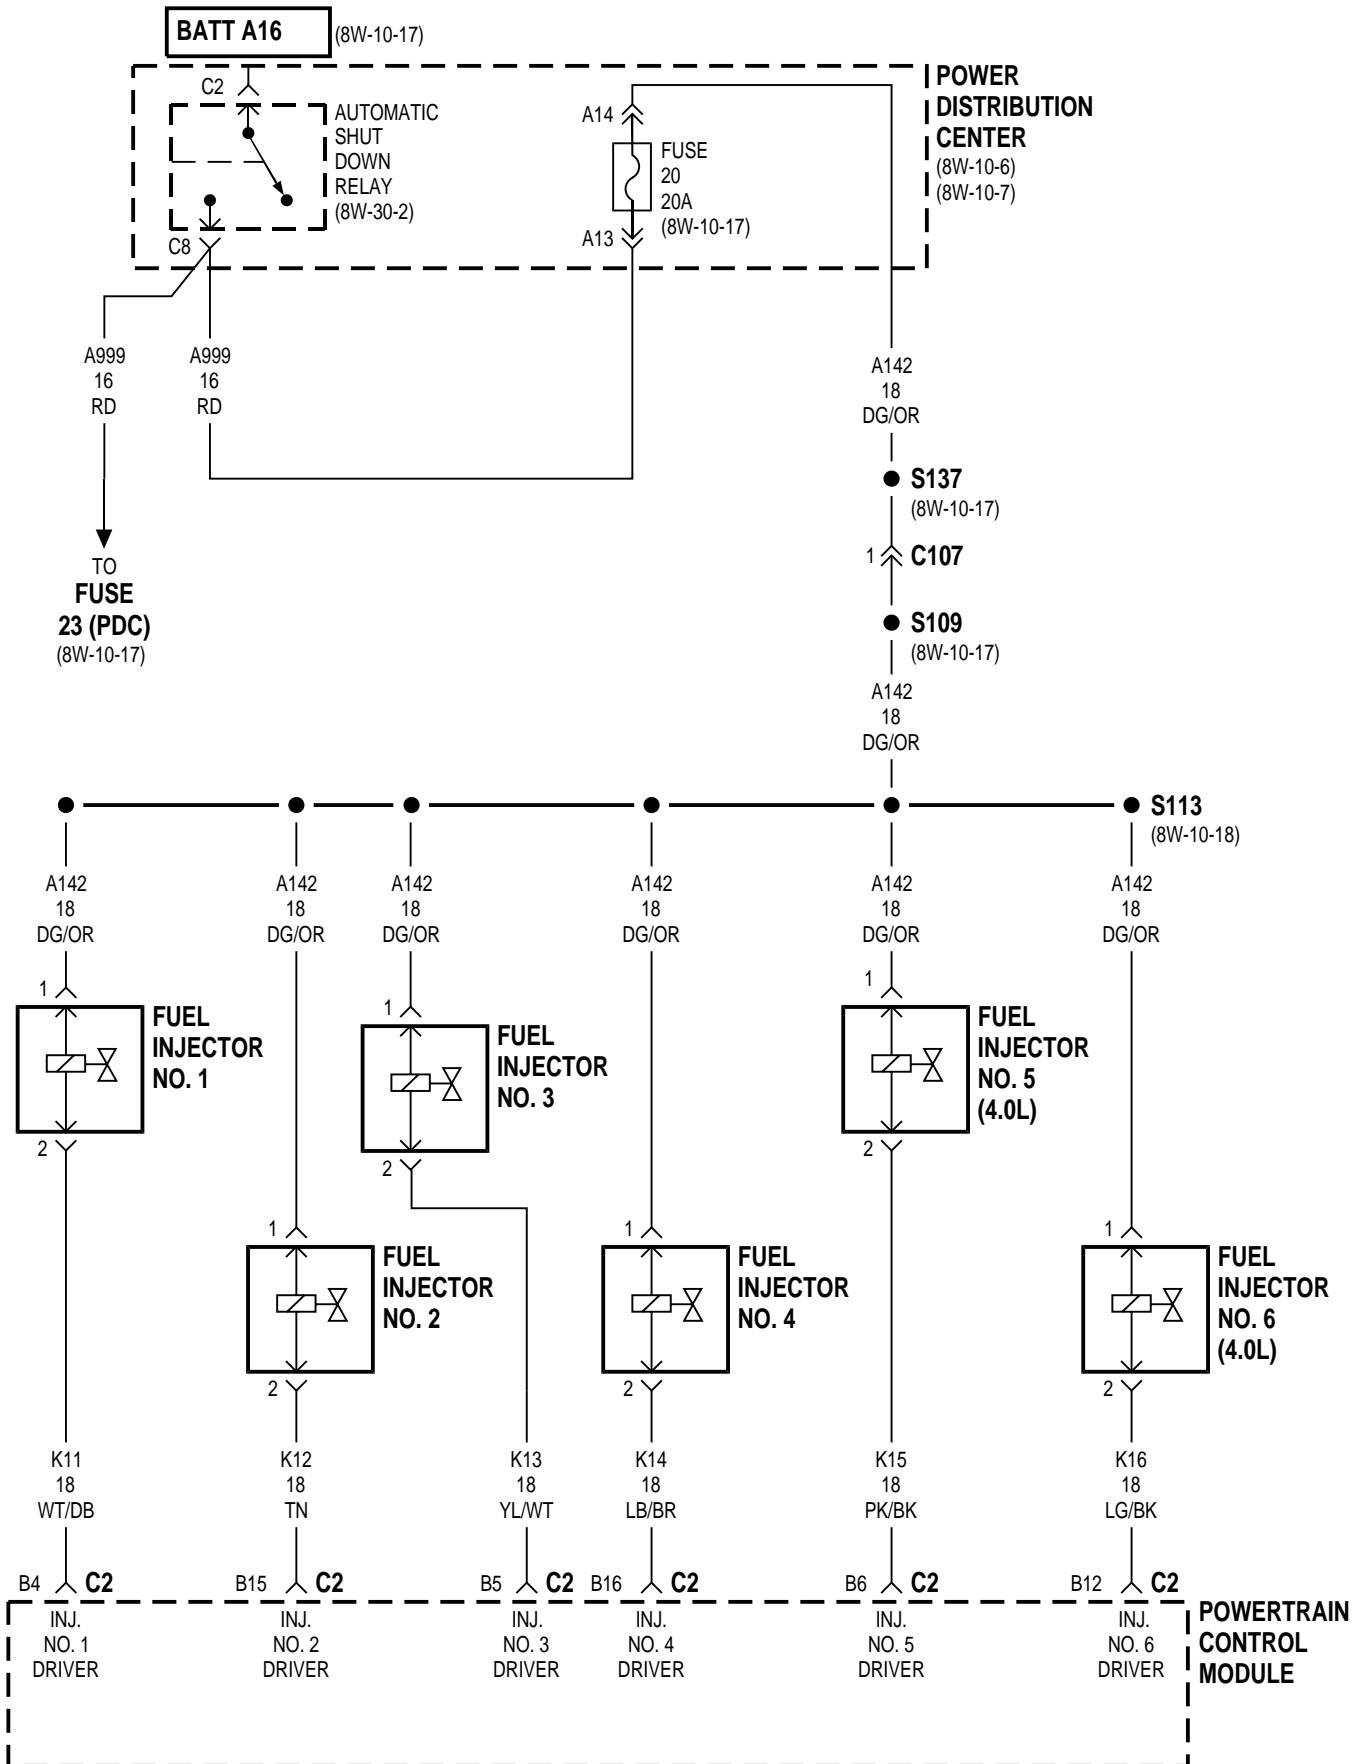 BATT A16
(8W-10-17)
C2
AUTOMATIC
SHUT
DOWN
RELAY
(8W-30-2)
C8
A14
FUSE
20
20A
(8W-10-17)
A13
POWER
DISTRIBUTION
CENTER
(8W-10-6)
(8W-10-7)
A999
16
RD
A999
16
RD
A142
18
DG/OR
S137
(8W-10-17)
1
C107
S109
(8W-10-17)
TO
FUSE
23 (PDC)
(8W-10-17)
A142
18
DG/OR
S113
(8W-10-18)
A142
18
DG/OR
A142
18
DG/OR
A142
18
DG/OR
A142
18
DG/OR
A142
18
DG/OR
A142
18
DG/OR
1
FUEL
INJECTOR
NO. 1
2
1
FUEL
INJECTOR
NO. 3
2
1
FUEL
INJECTOR
NO. 5
(4.0L)
2
1
FUEL
INJECTOR
NO. 2
2
1
FUEL
INJECTOR
NO. 4
2
1
FUEL
INJECTOR
NO. 6
(4.0L)
2
K11
18
WT/DB
K12
18
TN
K13
18
YL/WT
K14
18
LB/BR
K15
18
PK/BK
K16
18
LG/BK
B4 C2
B15 C2
B5 C2
B16 C2
B6 C2
B12 C2
INJ.
NO. 1
DRIVER
INJ.
NO. 2
DRIVER
INJ.
NO. 3
DRIVER
INJ.
NO. 4
DRIVER
INJ.
NO. 5
DRIVER
INJ.
NO. 6
DRIVER
POWERTRAIN
CONTROL
MODULE